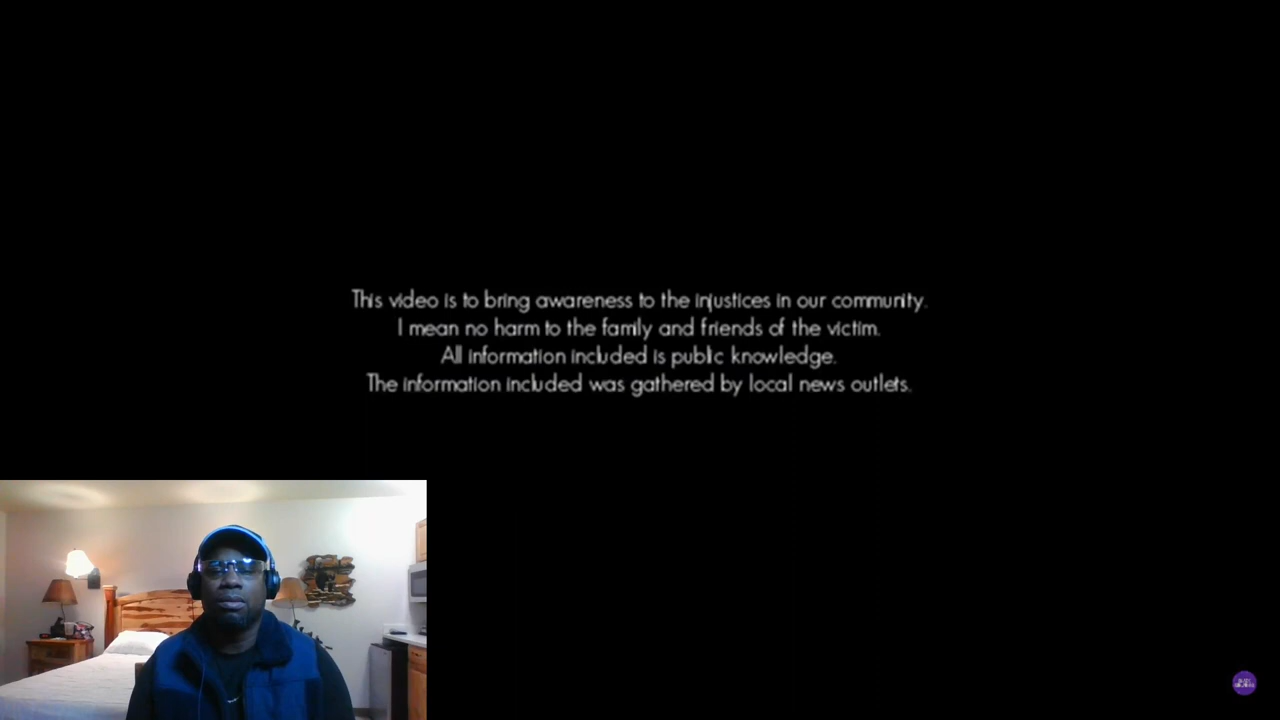 This video is to bring awareness to the injustices in our community.
I mean no harm to the family and friends of the victim.
All information included is public knowledge.
The information included was gathered by local news outlets.